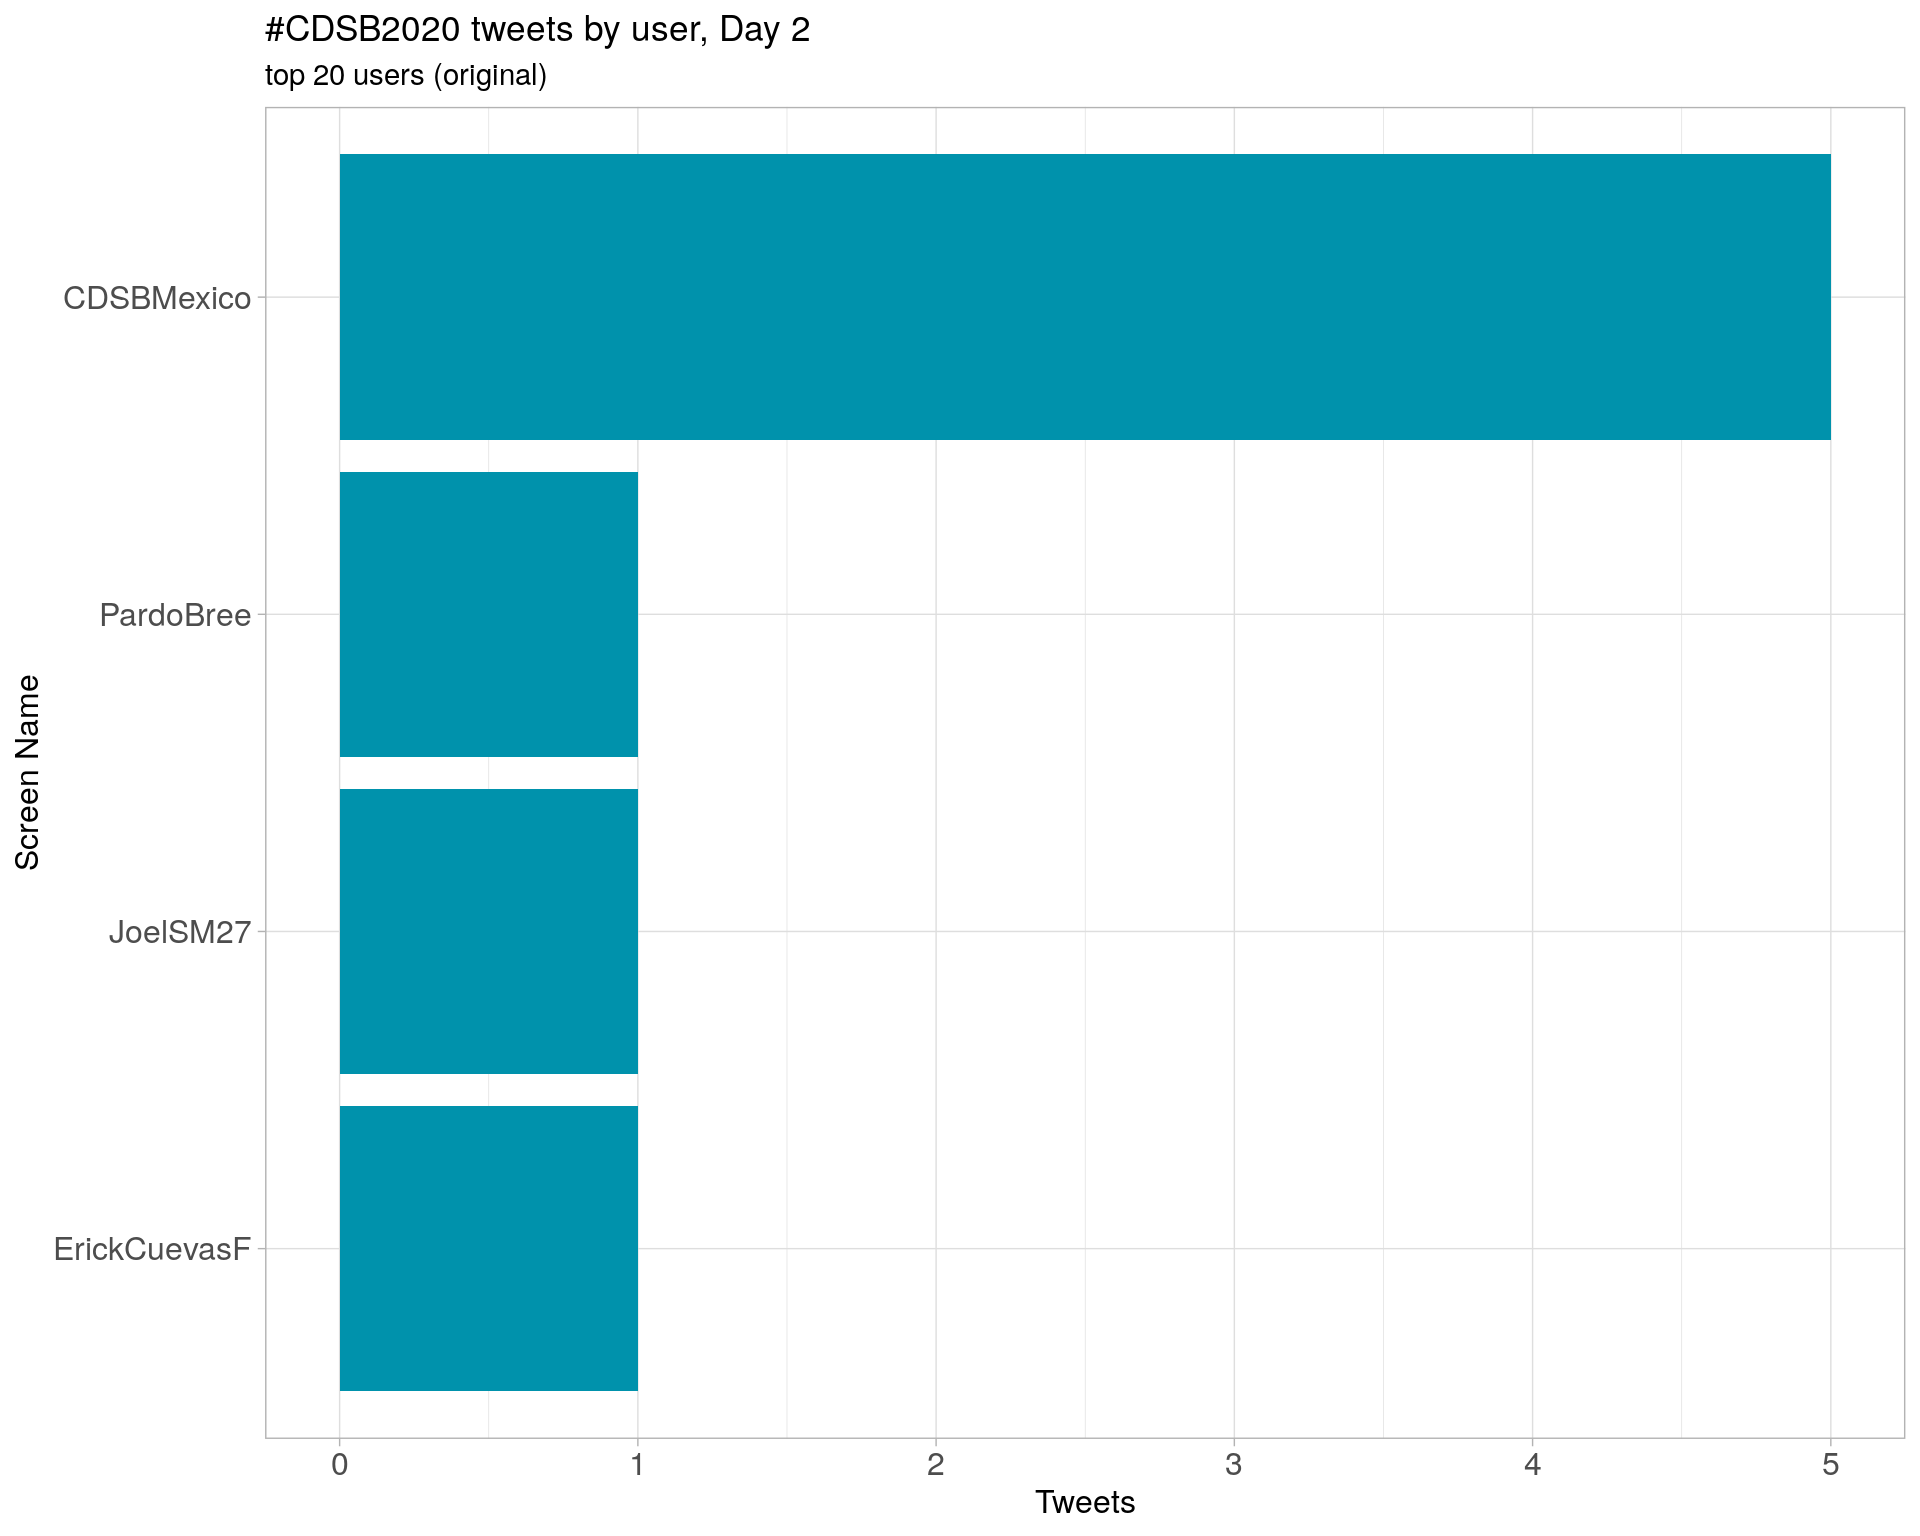 #CDSB2020 tweets by user, Day 2
top 20 users (original)
Screen Name
CDSBMexico
PardoBree
JoelSM27
ErickCuevasF
0 1 2 3 4 5
Tweets